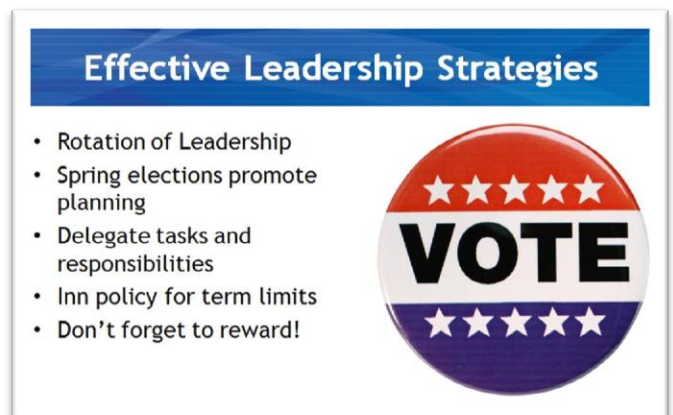 Effective Leadership Strategies
• Rotation of Leadership
• Spring elections promote
planning
• Delegate tasks and
responsibilities
• Inn policy for term limits
• Don't forget to reward!
VOTE